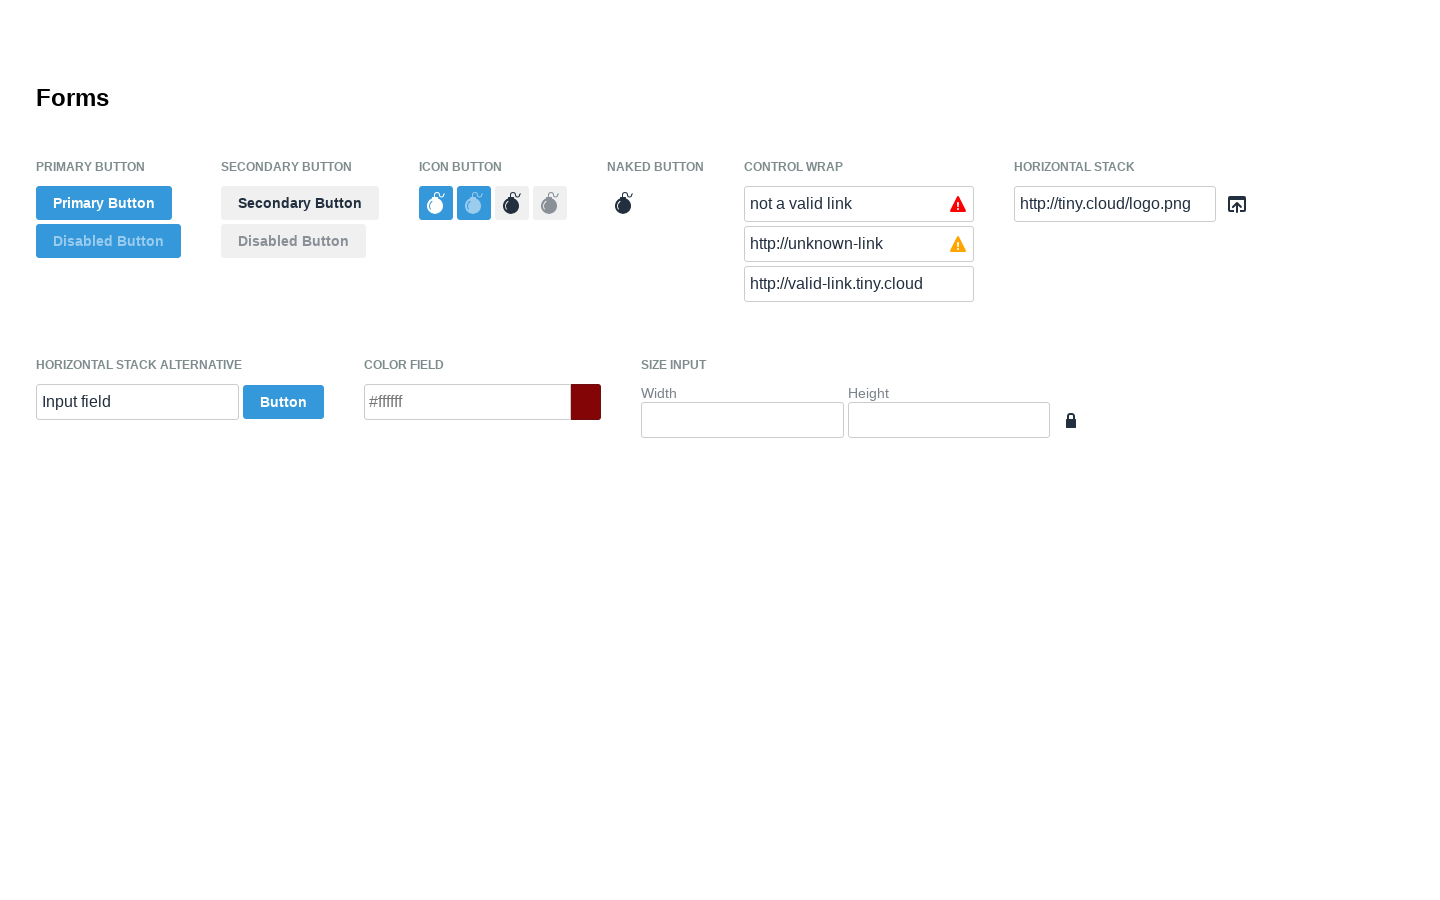 Forms
PRIMARY BUTTON
Primary Button
Disabled Button
SECONDARY BUTTON
Secondary Button
Disabled Button
ICON BUTTON
NAKED BUTTON
CONTROL WRAP
not a valid link
http://unknown-link
http://valid-link.tiny.cloud
HORIZONTAL STACK
http://tiny.cloud/logo.png
HORIZONTAL STACK ALTERNATIVE
Input field
Button
COLOR FIELD
#ffffff
SIZE INPUT
Width
Height